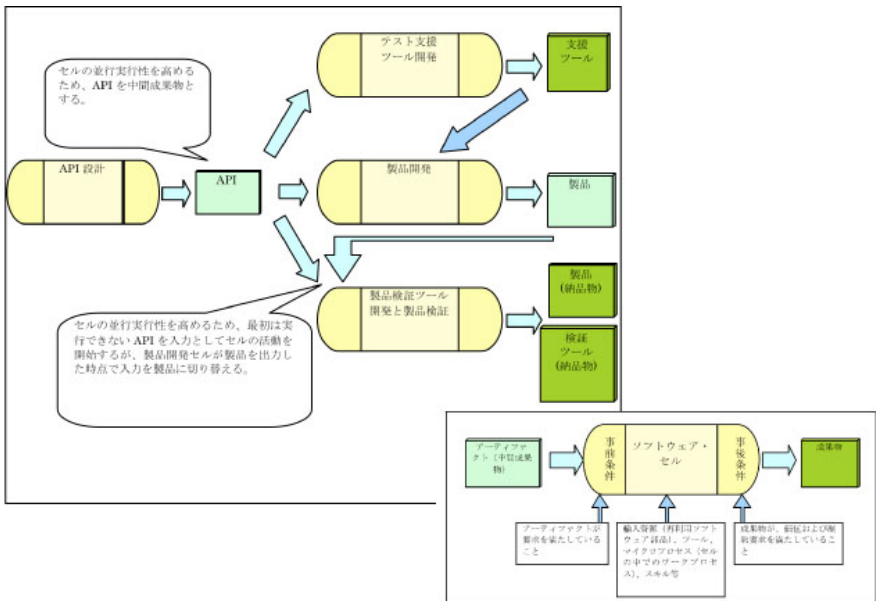 テスト支援
ツール開発
支援
ツール
セルの並行実行性を高める
ため、API を中間成果物と
する。
API 設計
API
製品開発
製品
製品
(納品物)
製品検証ツール
開発と製品検証
検証
ツール
(納品物)
セルの並行実行性を高めるため、最初は実
行できない API を入力としてセルの活動を
開始するが、製品開発セルが製品を出力し
た時点で入力を製品に切り替える。
アーティファ
クト（中間成果
物）
事前条件
ソフトウェア・
セル
事後条件
成果物
アーティファクトが
要求を満たしている
こと
輸入資源（再利用ソフト
ウェア部品）、ツール、
マイクロプロセス（セル
の中でのワークプロセ
ス）、スキル等
成果物が、
要求を満たしているこ
と